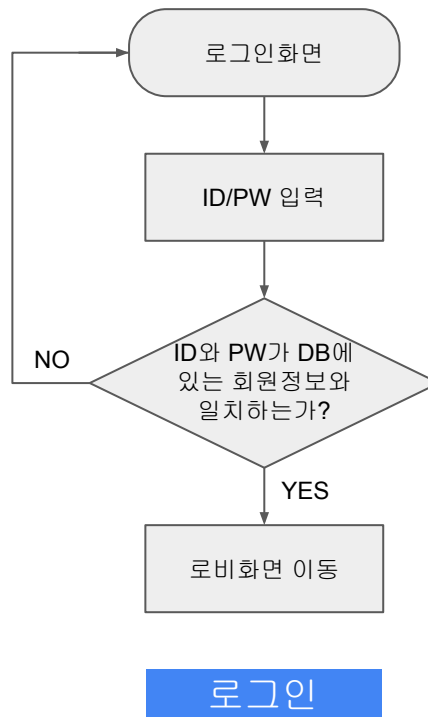 로그인화면
ID/PW 입력
ID와 PW가 DB에
있는 회원정보와
일치하는가?
NO
YES
로비화면 이동
로그인